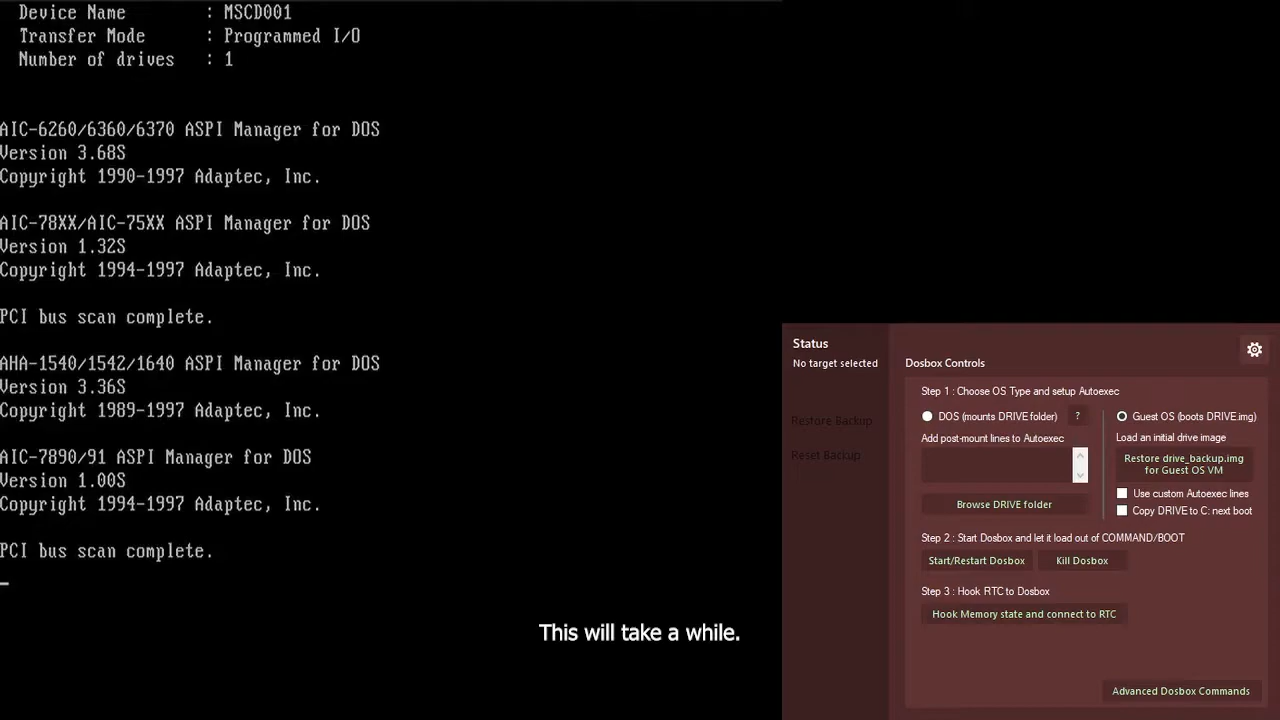 Device Name : MSCD001
Transfer Mode : Programmed I/O
Number of drives : 1
AIC-6260/6360/6370 ASPI Manager for DOS
Version 3.68S
Copyright 1990-1997 Adaptec, Inc.
AIC-78XX/AIC-75XX ASPI Manager for DOS
Version 1.32S
Copyright 1994-1997 Adaptec, Inc.
PCI bus scan complete.
AHA-1540/1542/1640 ASPI Manager for DOS
Version 3.36S
Copyright 1989-1997 Adaptec, Inc.
AIC-7890/91 ASPI Manager for DOS
Version 1.00S
Copyright 1994-1997 Adaptec, Inc.
PCI bus scan complete.
_
This will take a while.
Status
No target selected
Restore Backup
Reset Backup
Dosbox Controls
Step 1 : Choose OS Type and setup Autoexec
DOS (mounts DRIVE folder) ?
Add post-mount lines to Autoexec
Browse DRIVE folder
Guest OS (boots DRIVE.img)
Load an initial drive image
Restore drive_backup.img
for Guest OS VM
Use custom Autoexec lines
Copy DRIVE to C: next boot
Step 2 : Start Dosbox and let it load out of COMMAND/BOOT
Start/Restart Dosbox Kill Dosbox
Step 3 : Hook RTC to Dosbox
Hook Memory state and connect to RTC
Advanced Dosbox Commands